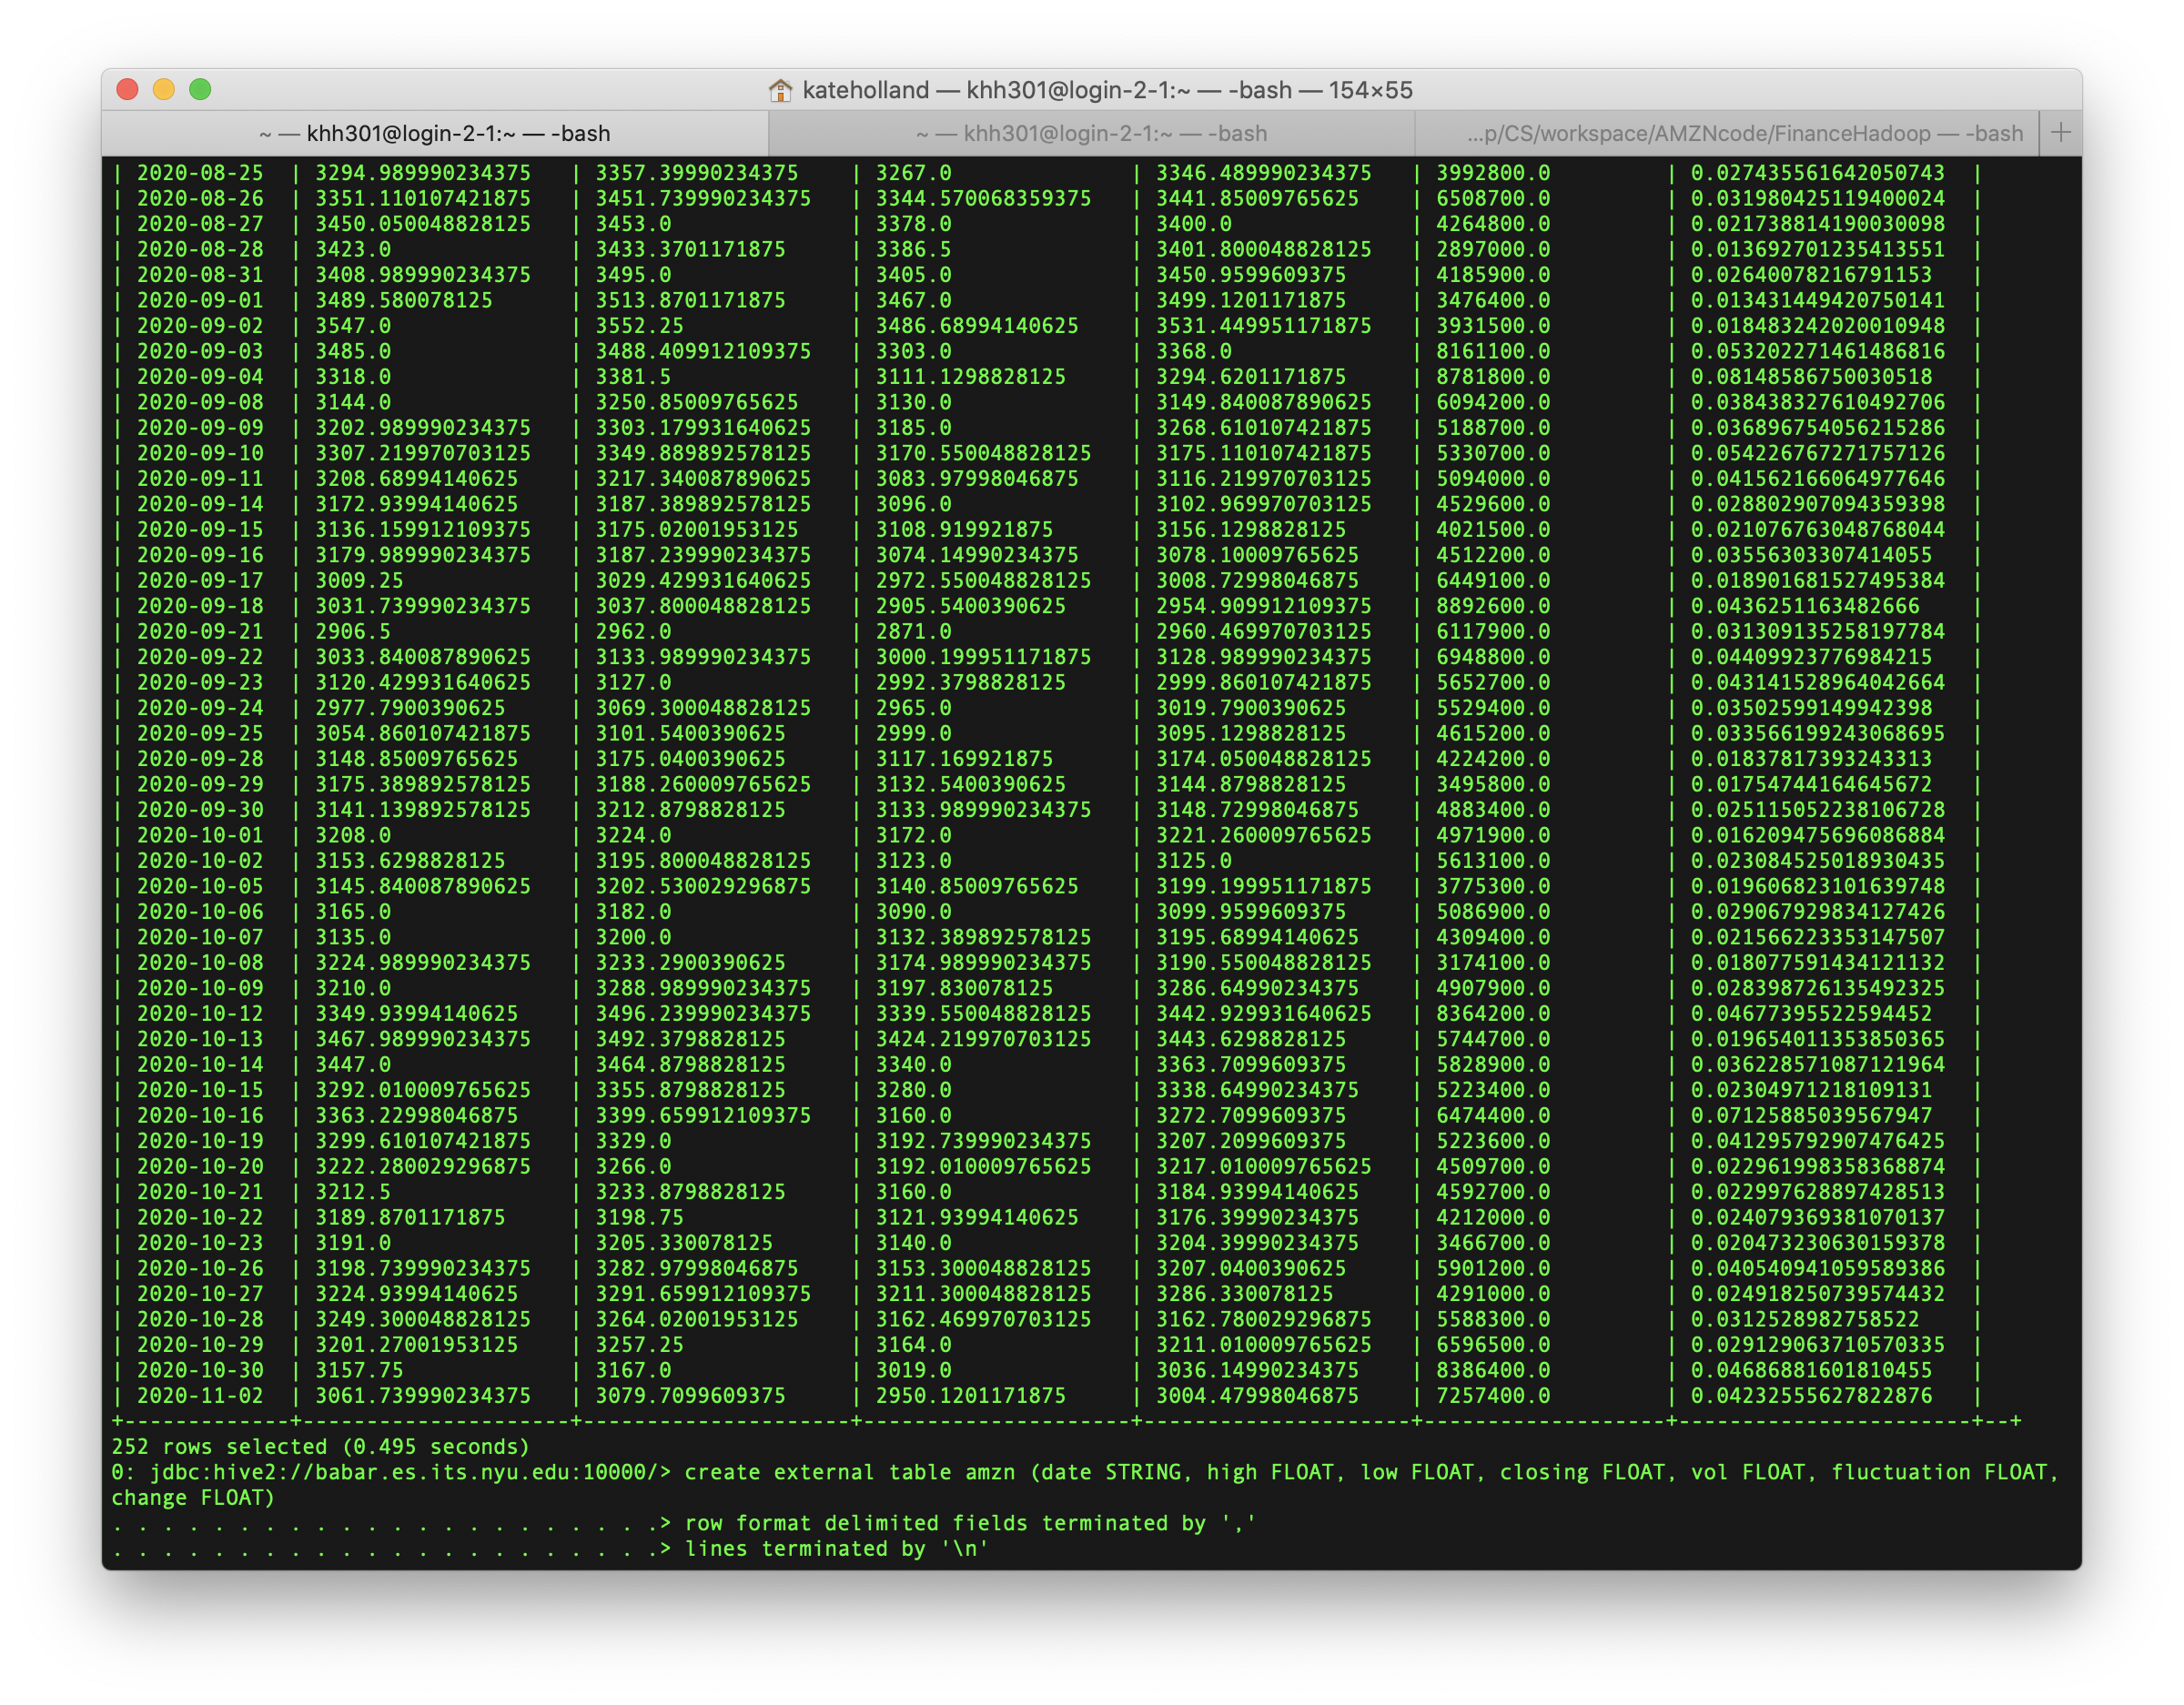 kateholland — khh301@login-2-1:~ — -bash — 154×55
~ — khh301@login-2-1:~ — -bash ~ — khh301@login-2-1:~ — -bash ...p/CS/workspace/AMZNcode/FinanceHadoop — -bash +
| 2020-08-25 | 3294.989990234375 | 3357.39990234375 | 3267.0 | 3346.489990234375 | 3992800.0 | 0.027435561642050743 |
| 2020-08-26 | 3351.110107421875 | 3451.739990234375 | 3344.570068359375 | 3441.85009765625 | 6508700.0 | 0.031980425119400024 |
| 2020-08-27 | 3450.050048828125 | 3453.0 | 3378.0 | 3400.0 | 4264800.0 | 0.021738814190030098 |
| 2020-08-28 | 3423.0 | 3433.3701171875 | 3386.5 | 3401.800048828125 | 2897000.0 | 0.013692701235413551 |
| 2020-08-31 | 3408.989990234375 | 3495.0 | 3405.0 | 3450.9599609375 | 4185900.0 | 0.02640078216791153 |
| 2020-09-01 | 3489.580078125 | 3513.8701171875 | 3467.0 | 3499.1201171875 | 3476400.0 | 0.013431449420750141 |
| 2020-09-02 | 3547.0 | 3552.25 | 3486.68994140625 | 3531.449951171875 | 3931500.0 | 0.018483242020010948 |
| 2020-09-03 | 3485.0 | 3488.409912109375 | 3303.0 | 3368.0 | 8161100.0 | 0.053202271461486816 |
| 2020-09-04 | 3318.0 | 3381.5 | 3111.1298828125 | 3294.6201171875 | 8781800.0 | 0.08148586750030518 |
| 2020-09-08 | 3144.0 | 3250.85009765625 | 3130.0 | 3149.840087890625 | 6094200.0 | 0.038438327610492706 |
| 2020-09-09 | 3202.989990234375 | 3303.179931640625 | 3185.0 | 3268.610107421875 | 5188700.0 | 0.036896754056215286 |
| 2020-09-10 | 3307.219970703125 | 3349.889892578125 | 3170.550048828125 | 3175.110107421875 | 5330700.0 | 0.054226767271757126 |
| 2020-09-11 | 3208.68994140625 | 3217.340087890625 | 3083.97998046875 | 3116.219970703125 | 5094000.0 | 0.041562166064977646 |
| 2020-09-14 | 3172.93994140625 | 3187.389892578125 | 3096.0 | 3102.969970703125 | 4529600.0 | 0.028802907094359398 |
| 2020-09-15 | 3136.159912109375 | 3175.02001953125 | 3108.919921875 | 3156.1298828125 | 4021500.0 | 0.021076763048768044 |
| 2020-09-16 | 3179.989990234375 | 3187.239990234375 | 3074.14990234375 | 3078.10009765625 | 4512200.0 | 0.03556303307414055 |
| 2020-09-17 | 3009.25 | 3029.429931640625 | 2972.550048828125 | 3008.72998046875 | 6449100.0 | 0.018901681527495384 |
| 2020-09-18 | 3031.739990234375 | 3037.800048828125 | 2905.5400390625 | 2954.909912109375 | 8892600.0 | 0.0436251163482666 |
| 2020-09-21 | 2906.5 | 2962.0 | 2871.0 | 2960.469970703125 | 6117900.0 | 0.031309135258197784 |
| 2020-09-22 | 3033.840087890625 | 3133.989990234375 | 3000.199951171875 | 3128.989990234375 | 6948800.0 | 0.04409923776984215 |
| 2020-09-23 | 3120.429931640625 | 3127.0 | 2992.3798828125 | 2999.860107421875 | 5652700.0 | 0.043141528964042664 |
| 2020-09-24 | 2977.7900390625 | 3069.300048828125 | 2965.0 | 3019.7900390625 | 5529400.0 | 0.03502599149942398 |
| 2020-09-25 | 3054.860107421875 | 3101.5400390625 | 2999.0 | 3095.1298828125 | 4615200.0 | 0.033566199243068695 |
| 2020-09-28 | 3148.85009765625 | 3175.0400390625 | 3117.169921875 | 3174.050048828125 | 4224200.0 | 0.01837817393243313 |
| 2020-09-29 | 3175.389892578125 | 3188.260009765625 | 3132.5400390625 | 3144.8798828125 | 3495800.0 | 0.01754744164645672 |
| 2020-09-30 | 3141.139892578125 | 3212.8798828125 | 3133.989990234375 | 3148.72998046875 | 4883400.0 | 0.025115052238106728 |
| 2020-10-01 | 3208.0 | 3224.0 | 3172.0 | 3221.260009765625 | 4971900.0 | 0.016209475696086884 |
| 2020-10-02 | 3153.6298828125 | 3195.800048828125 | 3123.0 | 3125.0 | 5613100.0 | 0.023084525018930435 |
| 2020-10-05 | 3145.840087890625 | 3202.530029296875 | 3140.85009765625 | 3199.199951171875 | 3775300.0 | 0.019606823101639748 |
| 2020-10-06 | 3165.0 | 3182.0 | 3090.0 | 3099.9599609375 | 5086900.0 | 0.029067929834127426 |
| 2020-10-07 | 3135.0 | 3200.0 | 3132.389892578125 | 3195.68994140625 | 4309400.0 | 0.021566223353147507 |
| 2020-10-08 | 3224.989990234375 | 3233.2900390625 | 3174.989990234375 | 3190.550048828125 | 3174100.0 | 0.018077591434121132 |
| 2020-10-09 | 3210.0 | 3288.989990234375 | 3197.830078125 | 3286.64990234375 | 4907900.0 | 0.028398726135492325 |
| 2020-10-12 | 3349.93994140625 | 3496.239990234375 | 3339.550048828125 | 3442.929931640625 | 8364200.0 | 0.04677395522594452 |
| 2020-10-13 | 3467.989990234375 | 3492.3798828125 | 3424.219970703125 | 3443.6298828125 | 5744700.0 | 0.019654011353850365 |
| 2020-10-14 | 3447.0 | 3464.8798828125 | 3340.0 | 3363.7099609375 | 5828900.0 | 0.036228571087121964 |
| 2020-10-15 | 3292.010009765625 | 3355.8798828125 | 3280.0 | 3338.64990234375 | 5223400.0 | 0.02304971218109131 |
| 2020-10-16 | 3363.22998046875 | 3399.659912109375 | 3160.0 | 3272.7099609375 | 6474400.0 | 0.07125885039567947 |
| 2020-10-19 | 3299.610107421875 | 3329.0 | 3192.739990234375 | 3207.2099609375 | 5223600.0 | 0.041295792907476425 |
| 2020-10-20 | 3222.280029296875 | 3266.0 | 3192.010009765625 | 3217.010009765625 | 4509700.0 | 0.022961998358368874 |
| 2020-10-21 | 3212.5 | 3233.8798828125 | 3160.0 | 3184.93994140625 | 4592700.0 | 0.022997628897428513 |
| 2020-10-22 | 3189.8701171875 | 3198.75 | 3121.93994140625 | 3176.39990234375 | 4212000.0 | 0.024079369381070137 |
| 2020-10-23 | 3191.0 | 3205.330078125 | 3140.0 | 3204.39990234375 | 3466700.0 | 0.020473230630159378 |
| 2020-10-26 | 3198.739990234375 | 3282.97998046875 | 3153.300048828125 | 3207.0400390625 | 5901200.0 | 0.040540941059589386 |
| 2020-10-27 | 3224.93994140625 | 3291.659912109375 | 3211.300048828125 | 3286.330078125 | 4291000.0 | 0.024918250739574432 |
| 2020-10-28 | 3249.300048828125 | 3264.02001953125 | 3162.469970703125 | 3162.780029296875 | 5588300.0 | 0.0312528982758522 |
| 2020-10-29 | 3201.27001953125 | 3257.25 | 3164.0 | 3211.010009765625 | 6596500.0 | 0.029129063710570335 |
| 2020-10-30 | 3157.75 | 3167.0 | 3019.0 | 3036.14990234375 | 8386400.0 | 0.04686881601810455 |
| 2020-11-02 | 3061.739990234375 | 3079.7099609375 | 2950.1201171875 | 3004.47998046875 | 7257400.0 | 0.04232555627822876 |
+-------------+---------------------+---------------------+---------------------+---------------------+-------------------+-----------------------+--+
252 rows selected (0.495 seconds)
0: jdbc:hive2://babar.es.its.nyu.edu:10000/> create external table amzn (date STRING, high FLOAT, low FLOAT, closing FLOAT, vol FLOAT, fluctuation FLOAT,
change FLOAT)
. . . . . . . . . . . . . . . . . . . . . .> row format delimited fields terminated by ','
. . . . . . . . . . . . . . . . . . . . . .> lines terminated by '\n'